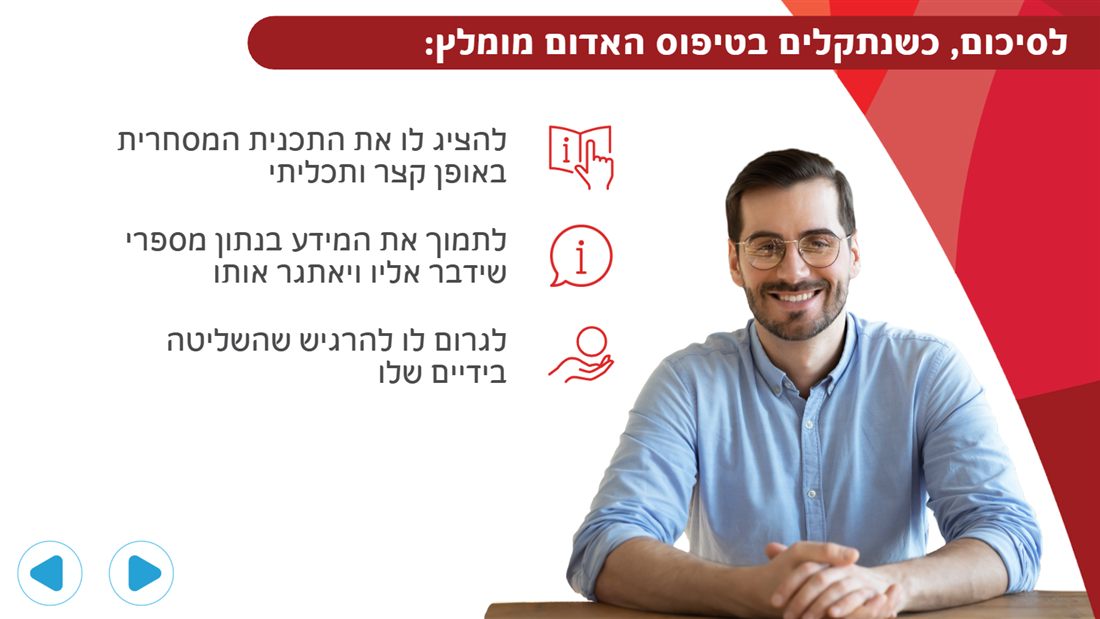 לסיכום, כשנתקלים בטיפוס האדום מומלץ:
להציג לו את התכנית המסחרית
באופן קצר ותכליתי
לתמוך את המידע בנתון מספרי
שידבר אליו ויאתגר אותו
לגרום לו להרגיש שהשליטה
בידיים שלו